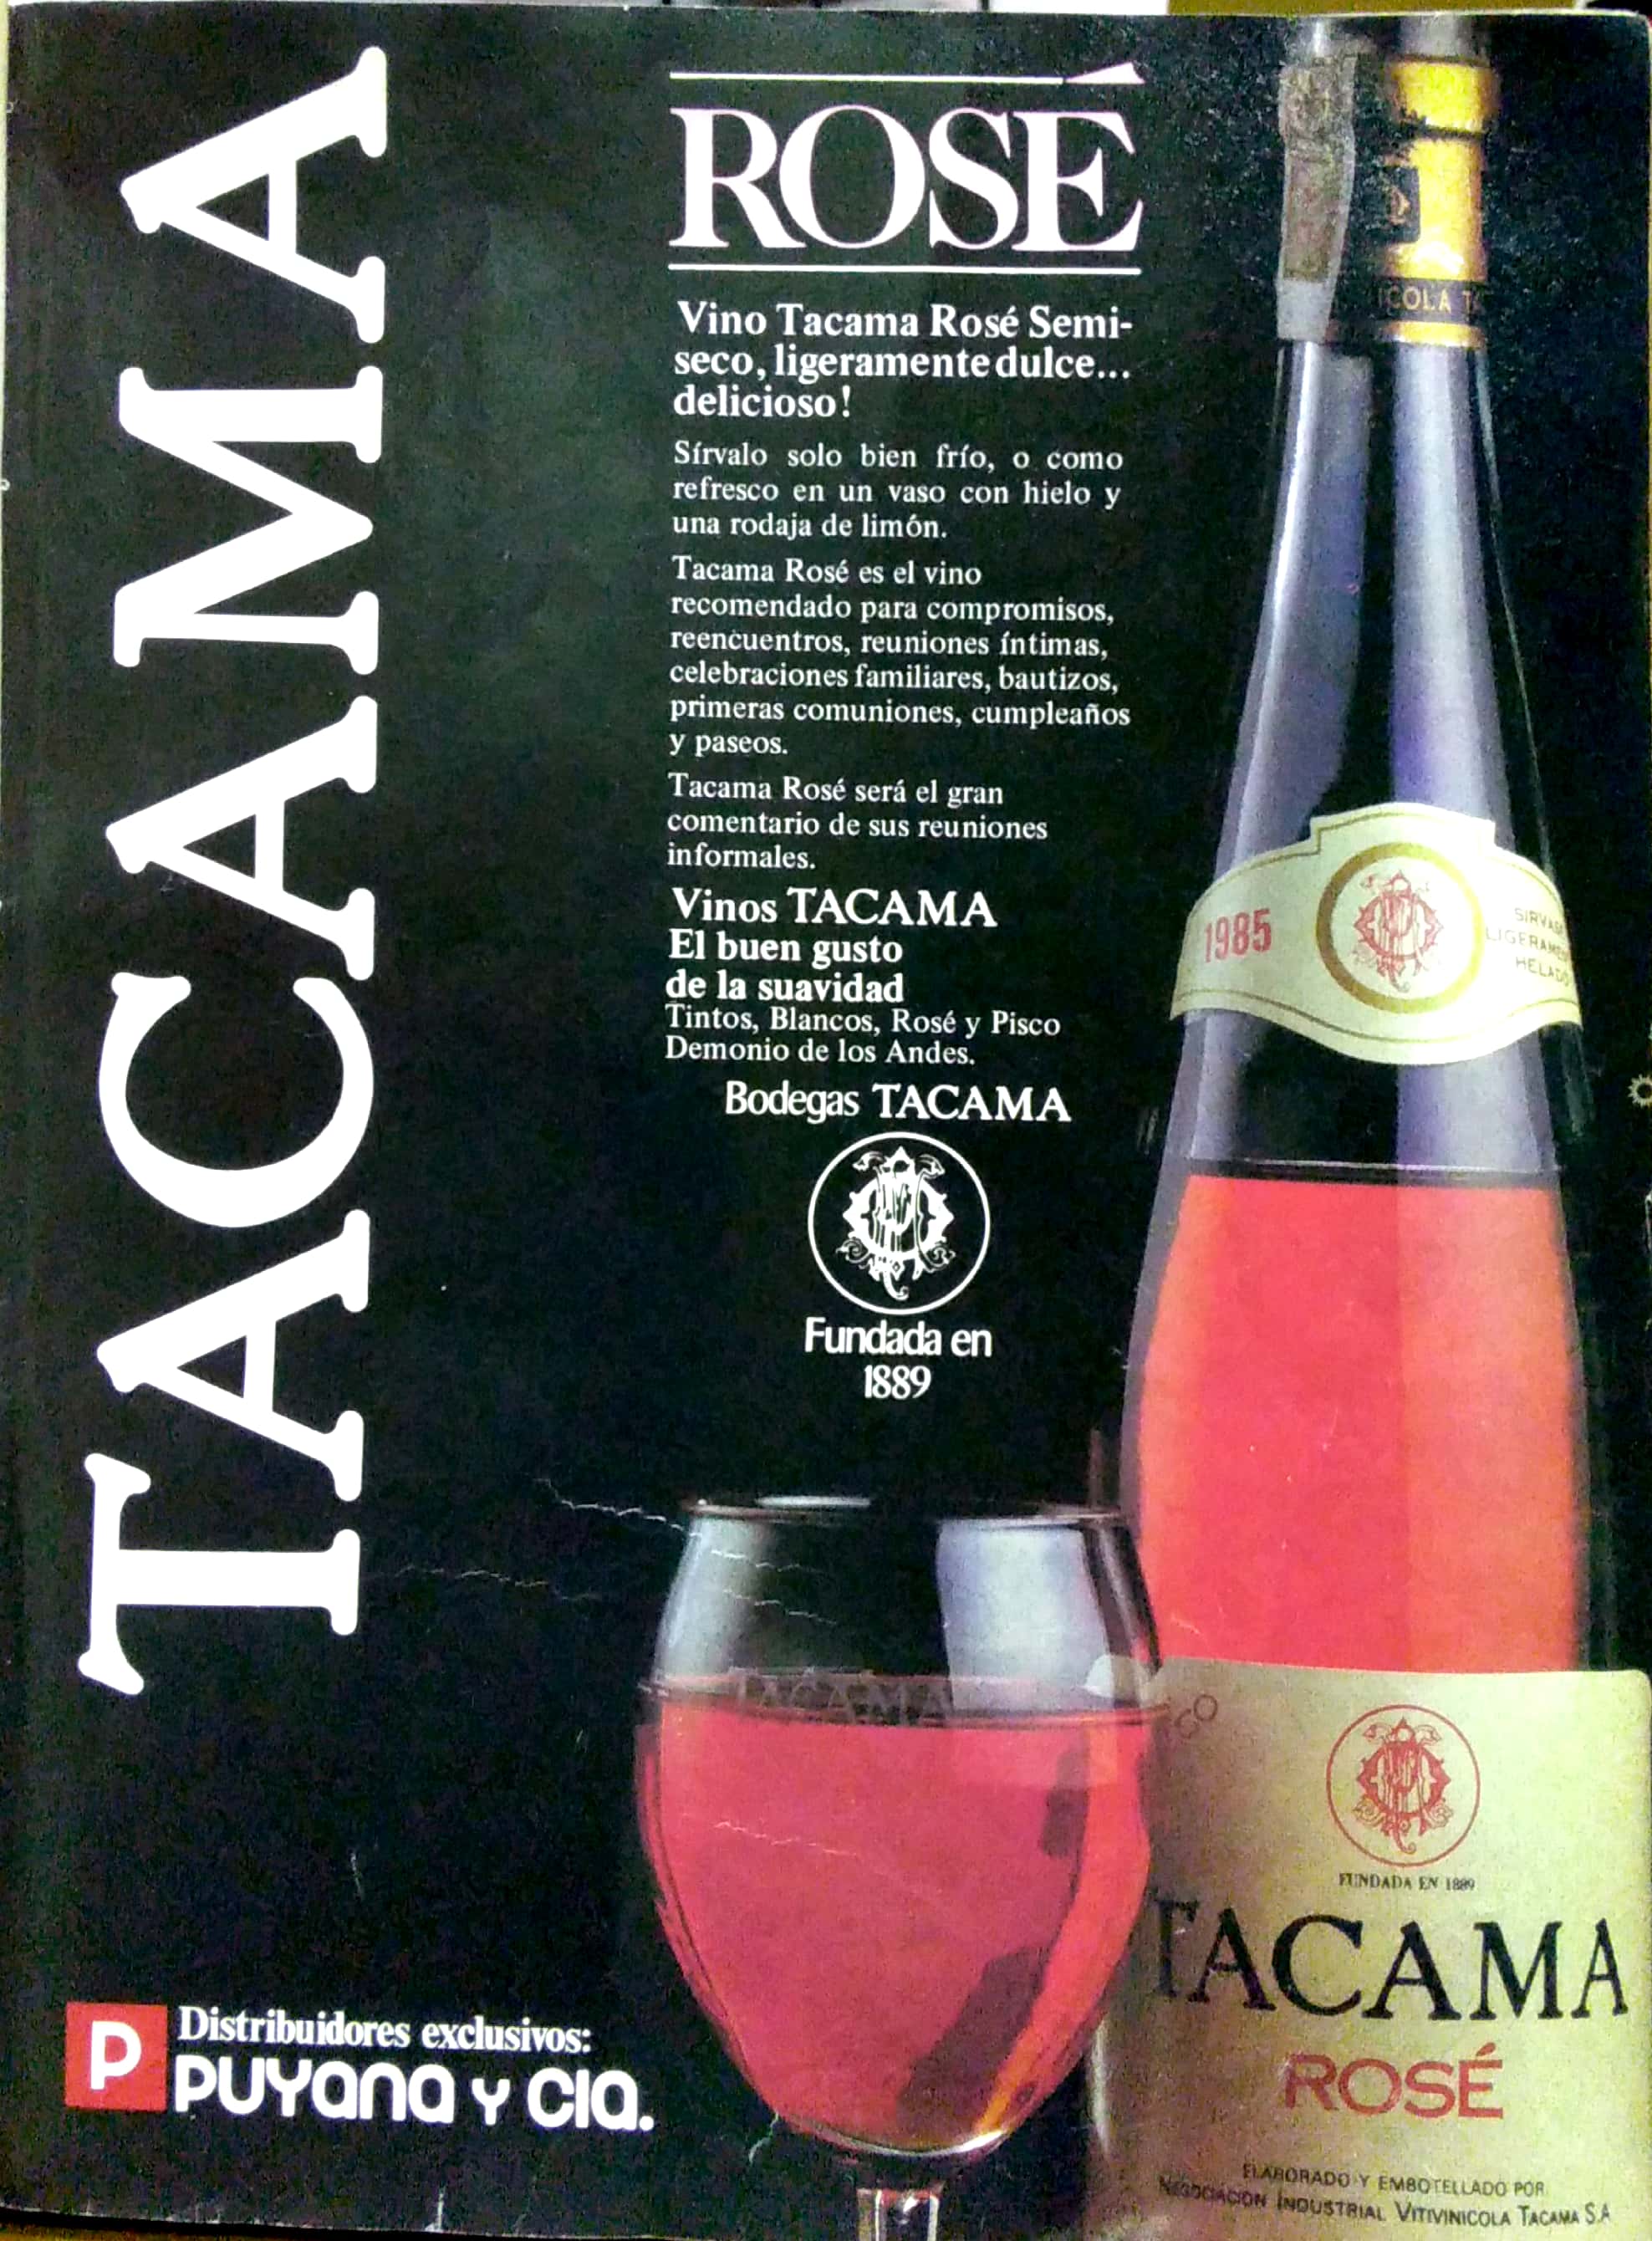 TACAMA
ROSÉ
Vino Tacama Rosé Semi-
seco, ligeramente dulce...
delicioso!
Sírvalo solo bien frío, o como
refresco en un vaso con hielo y
una rodaja de limón.
Tacama Rosé es el vino
recomendado para compromisos,
reencuentros, reuniones íntimas,
celebraciones familiares, bautizos,
primeras comuniones, cumpleaños
y paseos.
Tacama Rosé será el gran
comentario de sus reuniones
informales.
Vinos TACAMA
El buen gusto
de la suavidad
Tintos, Blancos, Rosé y Pisco
Demonio de los Andes.
Bodegas TACAMA
Fundada en
1889
P
Distribuidores exclusivos:
PUYANA Y CIA.
1985
TACAMA
FUNDADA EN 1889
TACAMA
ROSÉ
ELABORADO Y EMBOTELLADO POR
NEGOCIACION INDUSTRIAL VITIVINICOLA TACAMA S.A